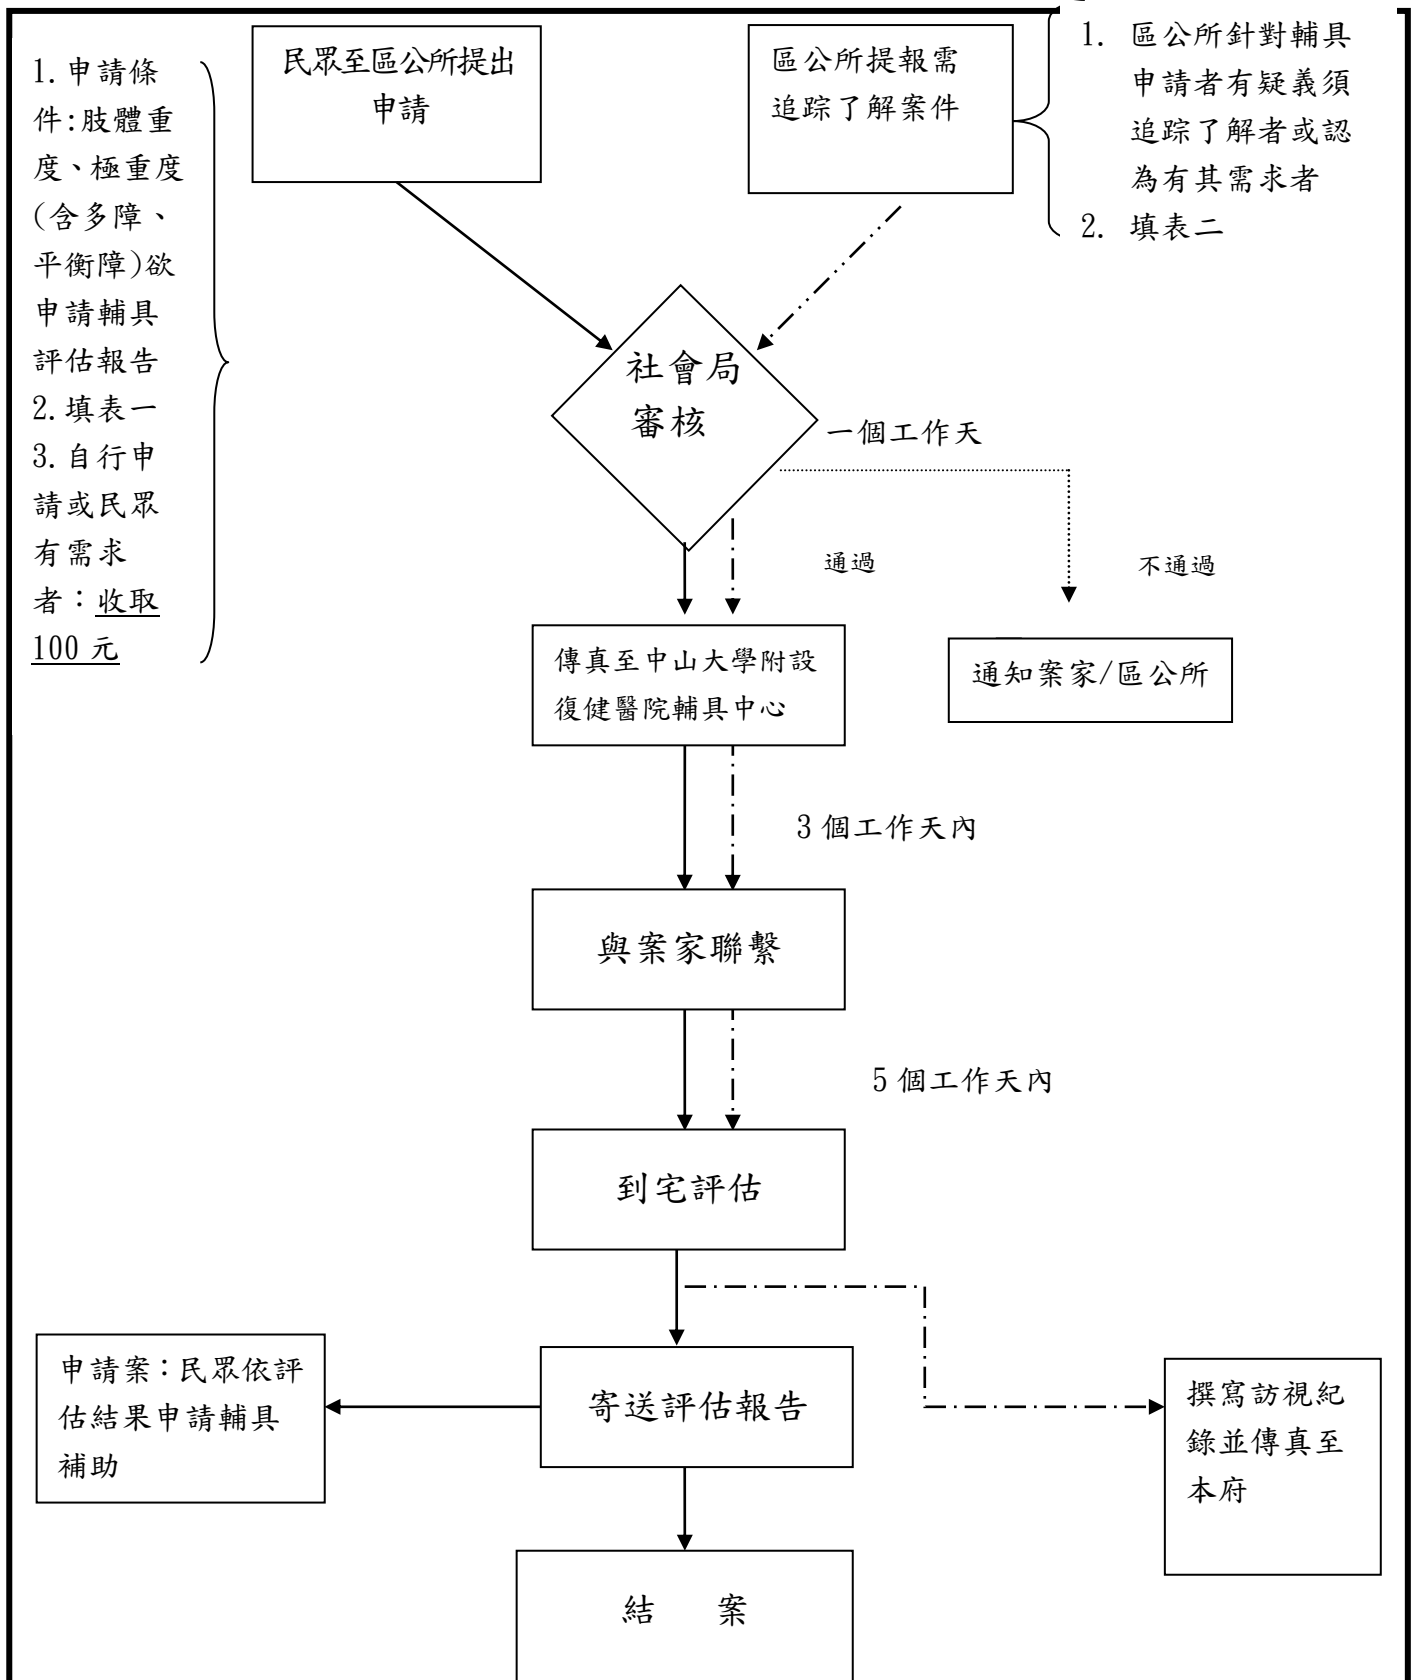 1.申請條
件:肢體重
度、極重度
(含多障、
平衡障)欲
申請輔具
評估報告
2.填表一
3.自行申
請或民眾
有需求
者：收取
100 元
民眾至區公所提出
申請
區公所提報需
追踪了解案件
1. 區公所針對輔具
申請者有疑義須
追踪了解者或認
為有其需求者
2. 填表二
社會局
審核
一個工作天
通過
不通過
傳真至中山大學附設
復健醫院輔具中心
通知案家/區公所
3 個工作天內
與案家聯繫
5 個工作天內
到宅評估
申請案：民眾依評
估結果申請輔具
補助
寄送評估報告
撰寫訪視紀
錄並傳真至
本府
結　案